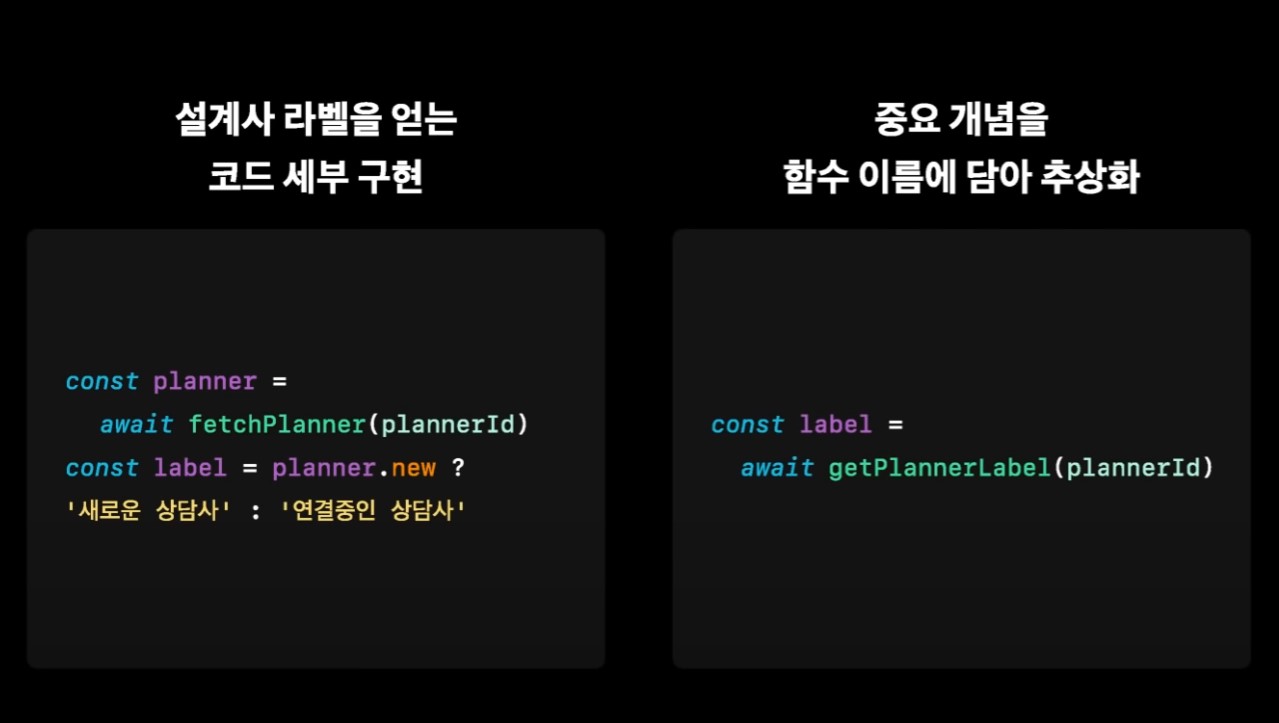 설계사 라벨을 얻는
코드 세부 구현
const planner =
await fetchPlanner(plannerId)
const label = planner.new ?
'새로운 상담사' : '연결중인 상담사'
중요 개념을
함수 이름에 담아 추상화
const label =
await getPlannerLabel(plannerId)